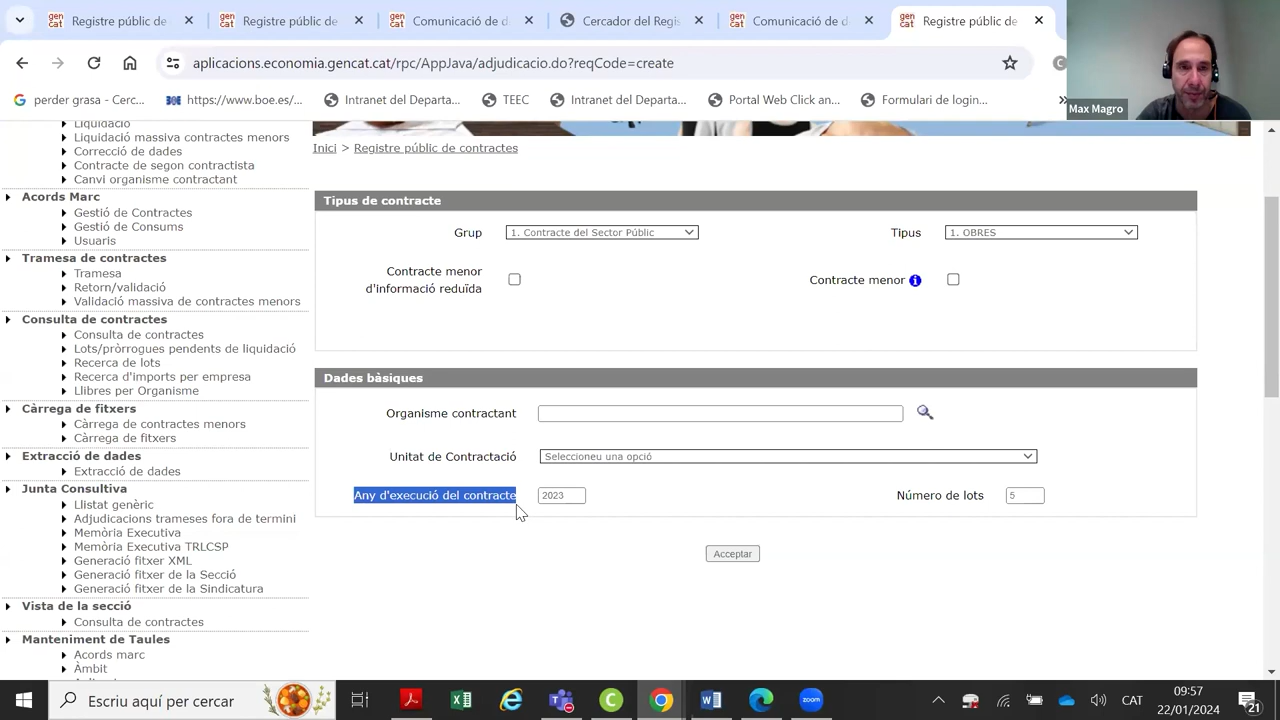 gencat Registre públic de
gencat Registre públic de
gencat Comunicació de d
Cercador del Regis
gencat Comunicació de d
gencat Registre públic de
aplicacions.economia.gencat.cat/rpc/AppJava/adjudicacio.do?reqCode=create
perder grasa - Cerc...
https://www.boe.es/...
Intranet del Departa...
TEEC
Intranet del Departa...
Portal Web Click an...
Formulari de login...
Max Magro
Liquidació
Liquidació massiva contractes menors
Correcció de dades
Contracte de segon contractista
Canvi organisme contractant
Acords Marc
Gestió de Contractes
Gestió de Consums
Usuaris
Tramesa de contractes
Tramesa
Retorn/validació
Validació massiva de contractes menors
Consulta de contractes
Consulta de contractes
Lots/pròrrogues pendents de liquidació
Recerca de lots
Recerca d'imports per empresa
Llibres per Organisme
Càrrega de fitxers
Càrrega de contractes menors
Càrrega de fitxers
Extracció de dades
Extracció de dades
Junta Consultiva
Llistat genèric
Adjudicacions trameses fora de termini
Memòria Executiva
Memòria Executiva TRLCSP
Generació fitxer XML
Generació fitxer de la Secció
Generació fitxer de la Sindicatura
Vista de la secció
Consulta de contractes
Manteniment de Taules
Acords marc
Àmbit
Inici > Registre públic de contractes
Tipus de contracte
Grup 1. Contracte del Sector Públic Tipus 1. OBRES
Contracte menor
d'informació reduïda
Contracte menor
Dades bàsiques
Organisme contractant
Unitat de Contractació Seleccioneu una opció
Any d'execució del contracte 2023 Número de lots 5
Acceptar
Escriu aquí per cercar
CAT
09:57
22/01/2024
21